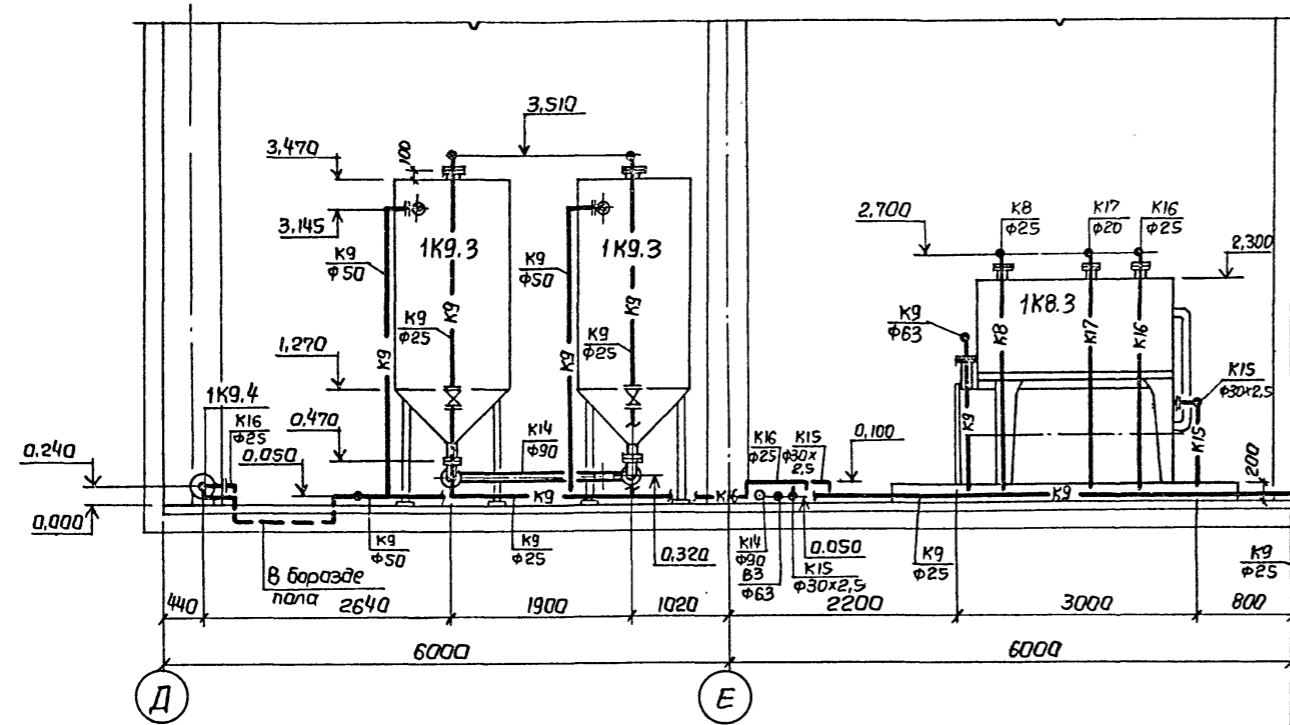 3,510
3,470
100
3,145
К9
ф50
1К9.3
К9
К9
ф25
К9
1,270
1К9.4
К16
ф25
0,470
0,240
0,050
0,000
К9
ф50
1К9.3
К9
К9
ф25
К9
К14
ф90
К9
К16
К9
ф50
К9
ф25
0,320
В борозде
пола
К16
ф25
К15
ф30х
2,5
0,100
К14
ф90
В3
ф63
0.050
К15
ф30х2,5
2,700
К8
ф25
К17
ф20
К16
ф25
2,300
1К8.3
К9
ф63
К8
К17
К16
К9
К15
ф30х2,5
К15
200
К9
К9
ф25
К9
ф25
440
2640
1900
1020
2200
3000
800
6000
6000
Д
Е